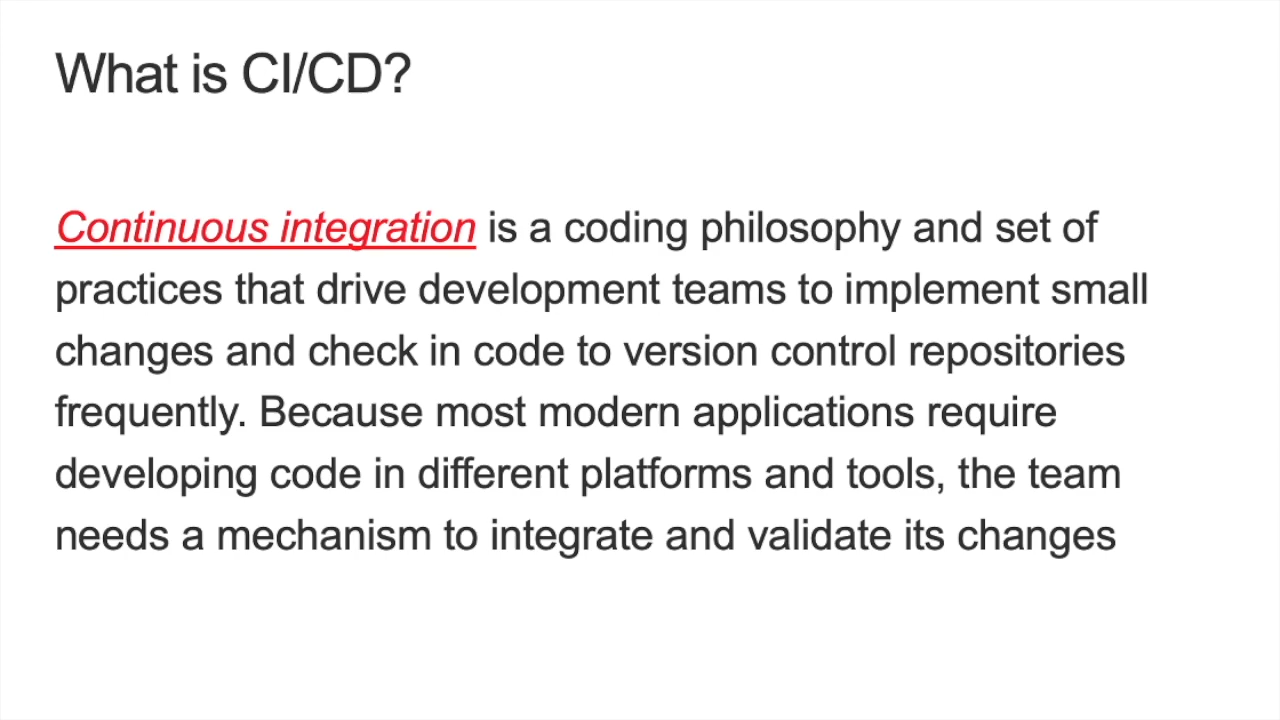 What is CI/CD?
Continuous integration is a coding philosophy and set of
practices that drive development teams to implement small
changes and check in code to version control repositories
frequently. Because most modern applications require
developing code in different platforms and tools, the team
needs a mechanism to integrate and validate its changes